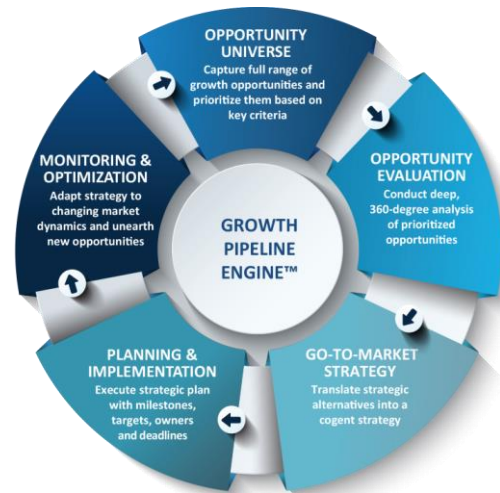 OPPORTUNITY
UNIVERSE
Capture full range of
growth opportunities and
prioritize them based on
key criteria
OPPORTUNITY
EVALUATION
Conduct deep,
360-degree analysis
of prioritized
opportunities
GO-TO-MARKET
STRATEGY
Translate strategic
alternatives into a
cogent strategy
PLANNING &
IMPLEMENTATION
Execute strategic plan
with milestones,
targets, owners
and deadlines
MONITORING &
OPTIMIZATION
Adapt strategy to
changing market
dynamics and unearth
new opportunities
GROWTH
PIPELINE
ENGINE™